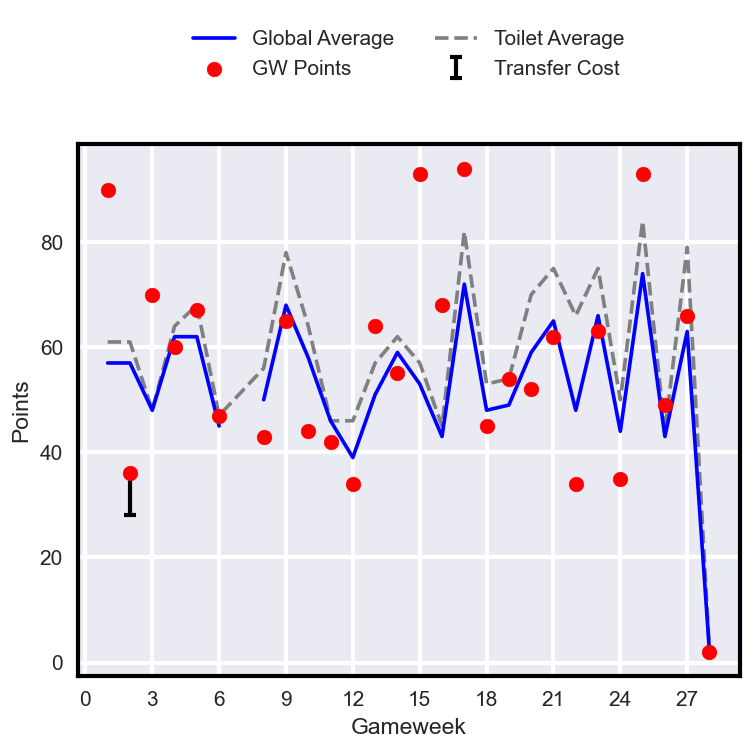 Global Average
Toilet Average
GW Points
Transfer Cost
80
60
40
20
0
Points
0 3 6 9 12 15 18 21 24 27
Gameweek